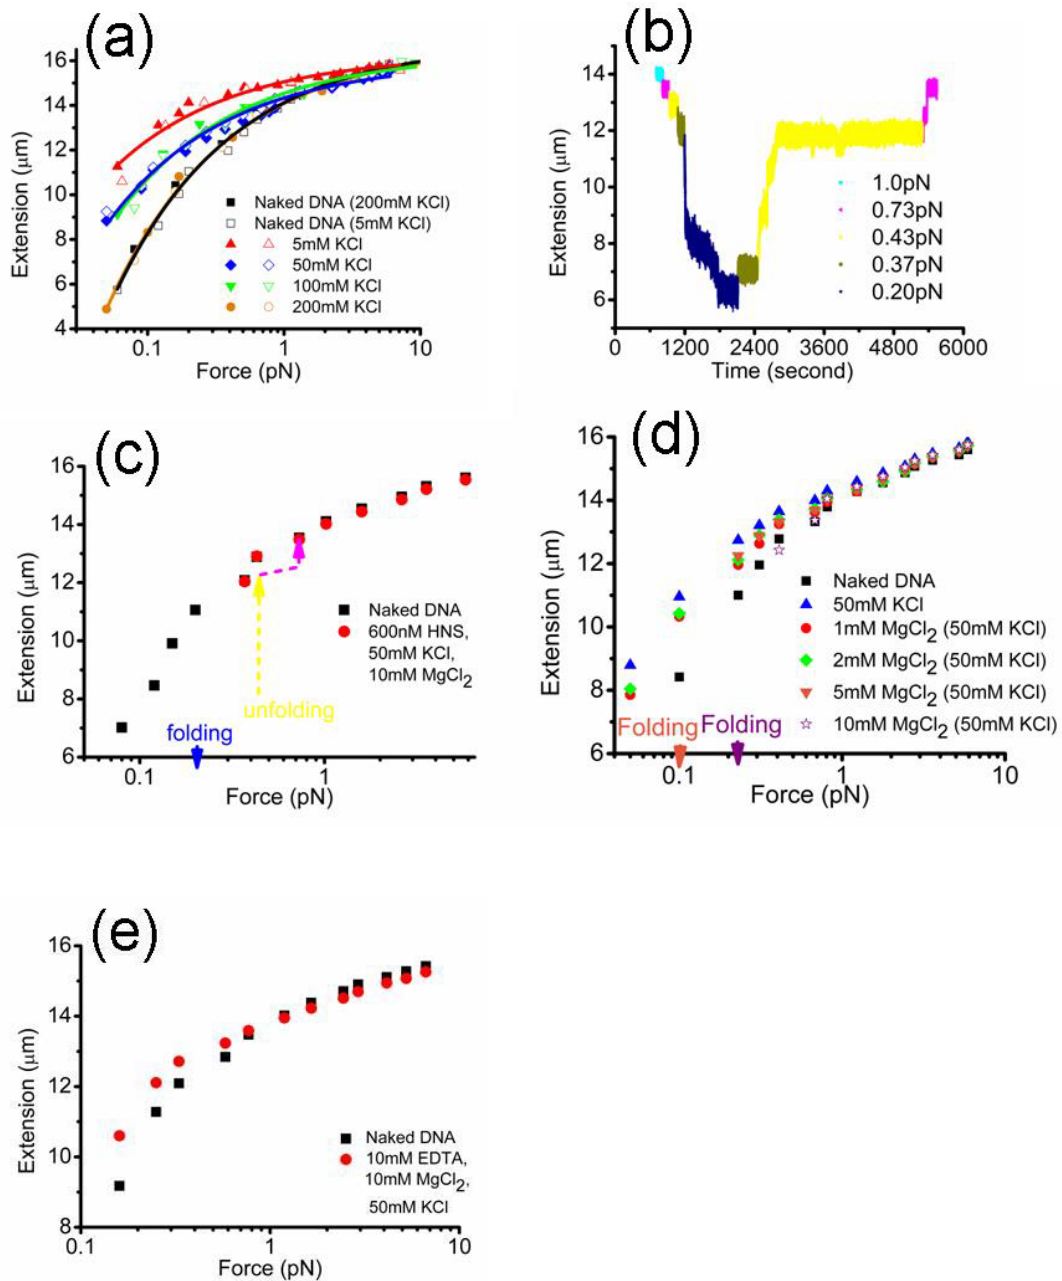 (a)
16
14
12
10
8
6
4
Extension (μm)
Naked DNA (200mM KCl)
Naked DNA (5mM KCl)
5mM KCl
50mM KCl
100mM KCl
200mM KCl
0.1
1
10
Force (pN)
(b)
14
12
10
8
6
Extension (μm)
1.0pN
0.73pN
0.43pN
0.37pN
0.20pN
0
1200
2400
3600
4800
6000
Time (second)
(c)
16
14
12
10
8
6
Extension (μm)
Naked DNA
600nM HNS,
50mM KCl,
10mM MgCl2
unfolding
folding
0.1
1
Force (pN)
(d)
16
14
12
10
8
6
Extension (μm)
Naked DNA
50mM KCl
1mM MgCl2 (50mM KCl)
2mM MgCl2 (50mM KCl)
5mM MgCl2 (50mM KCl)
10mM MgCl2 (50mM KCl)
Folding
Folding
0.1
1
10
Force (pN)
(e)
16
14
12
10
8
Extension (μm)
Naked DNA
10mM EDTA,
10mM MgCl2,
50mM KCl
0.1
1
10
Force (pN)